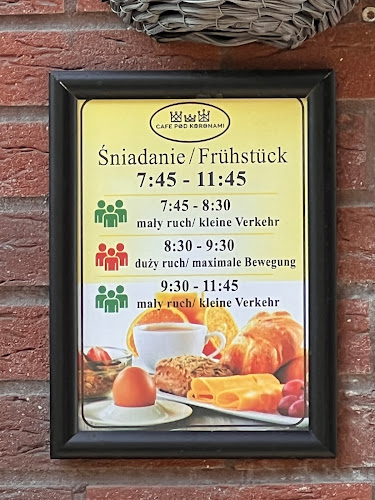 CAFE POD KORONAMI
Śniadanie/Frühstück
7:45 - 11:45
7:45 - 8:30
mały ruch/ kleine Verkehr
8:30 - 9:30
duży ruch/ maximale Bewegung
9:30 - 11:45
mały ruch/ kleine Verkehr